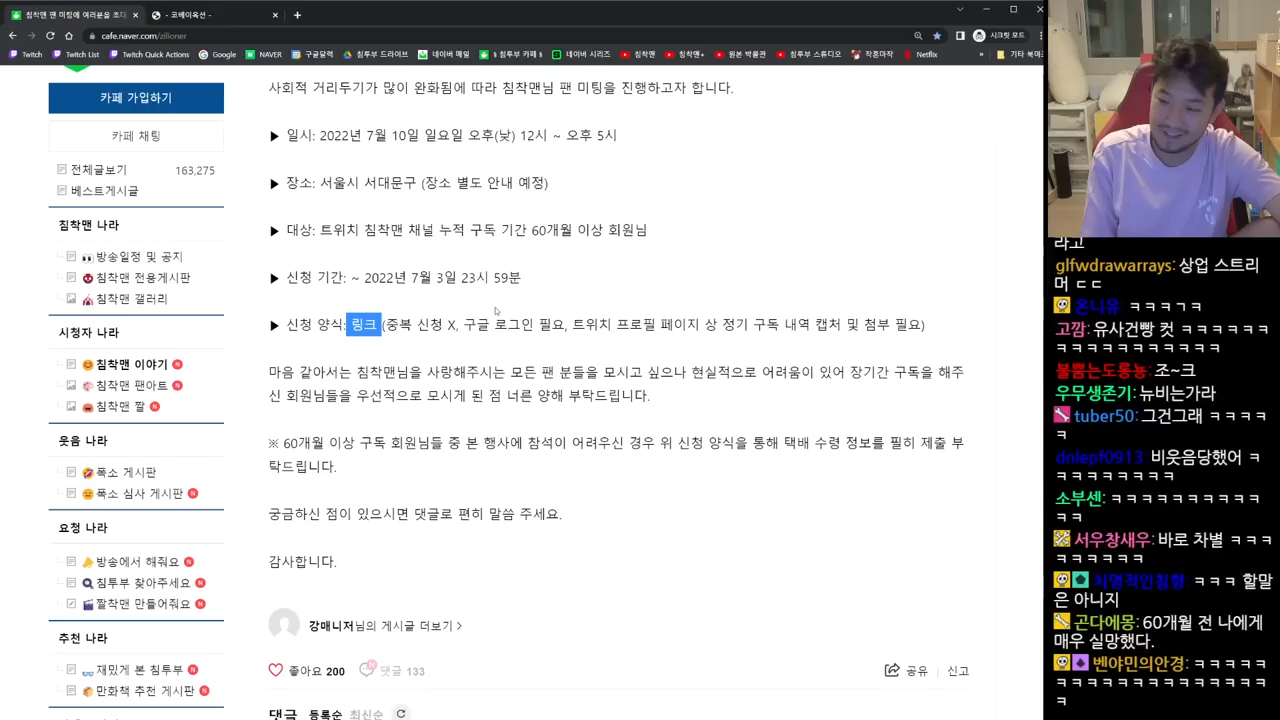 침착맨 팬 미팅에 여러분을 초대
- 코베이옥션 -
시크릿 모드
cafe.naver.com/zilioner
Twitch
Twitch
Twitch Quick Actions
Google
NAVER
구글달력
침투부 드라이브
네이버 메일
침투부 카페
네이버 시리즈
침착맨
침착맨+
원본 박물관
침투부 스튜디오
작혼마작
Netflix
기타 북마크
카페 가입하기
카페 채팅
전체글보기 163,275
베스트게시글
침착맨 나라
방송일정 및 공지
침착맨 전용게시판
침착맨 갤러리
시청자 나라
침착맨 이야기
침착맨 팬아트
침착맨 짤
웃음 나라
폭소 게시판
폭소 심사 게시판
요청 나라
방송에서 해줘요
침투부 찾아주세요
짤착맨 만들어줘요
추천 나라
재밌게 본 침투부
만화책 추천 게시판
사회적 거리두기가 많이 완화됨에 따라 침착맨님 팬 미팅을 진행하고자 합니다.
▶ 일시: 2022년 7월 10일 일요일 오후(낮) 12시 ~ 오후 5시
▶ 장소: 서울시 서대문구 (장소 별도 안내 예정)
▶ 대상: 트위치 침착맨 채널 누적 구독 기간 60개월 이상 회원님
▶ 신청 기간: ~ 2022년 7월 3일 23시 59분
▶ 신청 양식: 링크 (중복 신청 X, 구글 로그인 필요, 트위치 프로필 페이지 상 정기 구독 내역 캡처 및 첨부 필요)
마음 같아서는 침착맨님을 사랑해주시는 모든 팬 분들을 모시고 싶으나 현실적으로 어려움이 있어 장기간 구독을 해주
신 회원님들을 우선적으로 모시게 된 점 너른 양해 부탁드립니다.
※ 60개월 이상 구독 회원님들 중 본 행사에 참석이 어려우신 경우 위 신청 양식을 통해 택배 수령 정보를 필히 제출 부
탁드립니다.
궁금하신 점이 있으시면 댓글로 편히 말씀 주세요.
감사합니다.
강매니저님의 게시글 더보기 >
좋아요 200 댓글 133
공유 신고
댓글 등록순 최신순
라고
glfwdrawarrays: 상업 스트리
머 ㄷㄷ
온니유: ㅋㅋㅋㄱㅋ
고깜: 유사건빵 컷 ㅋㅋㅋㅋㅋㅋ
ㅋㅋㅋㅋㅋㅋㅋㅋㅋㅋㅋ
불뿜는도롱뇽: 조~크
우무생존기: 뉴비는가라
tuber50: 그건그래 ㅋㅋㅋㅋ
ㅋ
dnlepf0913: 비웃음당했어 ㅋ
ㅋㅋㅋㅋㅋㅋㅋㅋ
소부센: ㅋㅋㅋㅋㅋㅋㅋㅋㅋㅋ
ㅋㅋ
서우창새우: 바로 차별 ㅋㅋㅋ
ㅋㅋㅋㅋㅋㅋㅋ
치명적인침형: ㅋㅋㅋ 할말
은 아니지
곤다에몽: 60개월 전 나에게
매우 실망했다.
벤야민의안경: ㅋㅋㅋㅋㅋ
ㅋㅋㅋㅋㅋㅋㅋㅋㅋㅋㅋㅋㅋㅋ
ㅋ